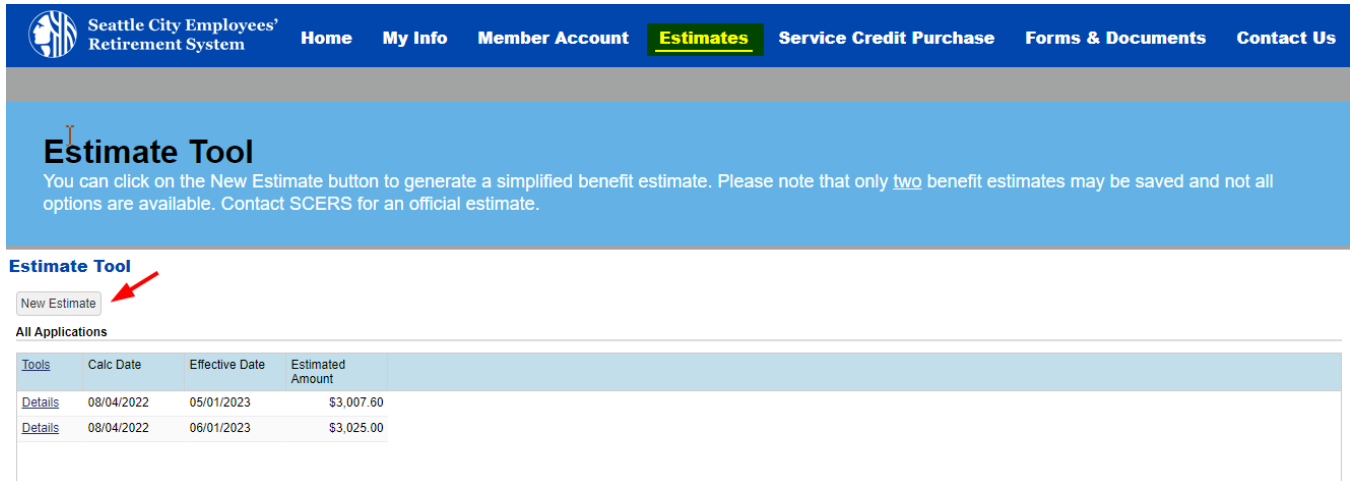 Seattle City Employees'
Retirement System
Home My Info Member Account Estimates Service Credit Purchase Forms & Documents Contact Us
Estimate Tool
You can click on the New Estimate button to generate a simplified benefit estimate. Please note that only two benefit estimates may be saved and not all
options are available. Contact SCERS for an official estimate.
Estimate Tool
New Estimate
All Applications
Tools Calc Date Effective Date Estimated
Amount
Details 08/04/2022 05/01/2023 $3,007.60
Details 08/04/2022 06/01/2023 $3,025.00